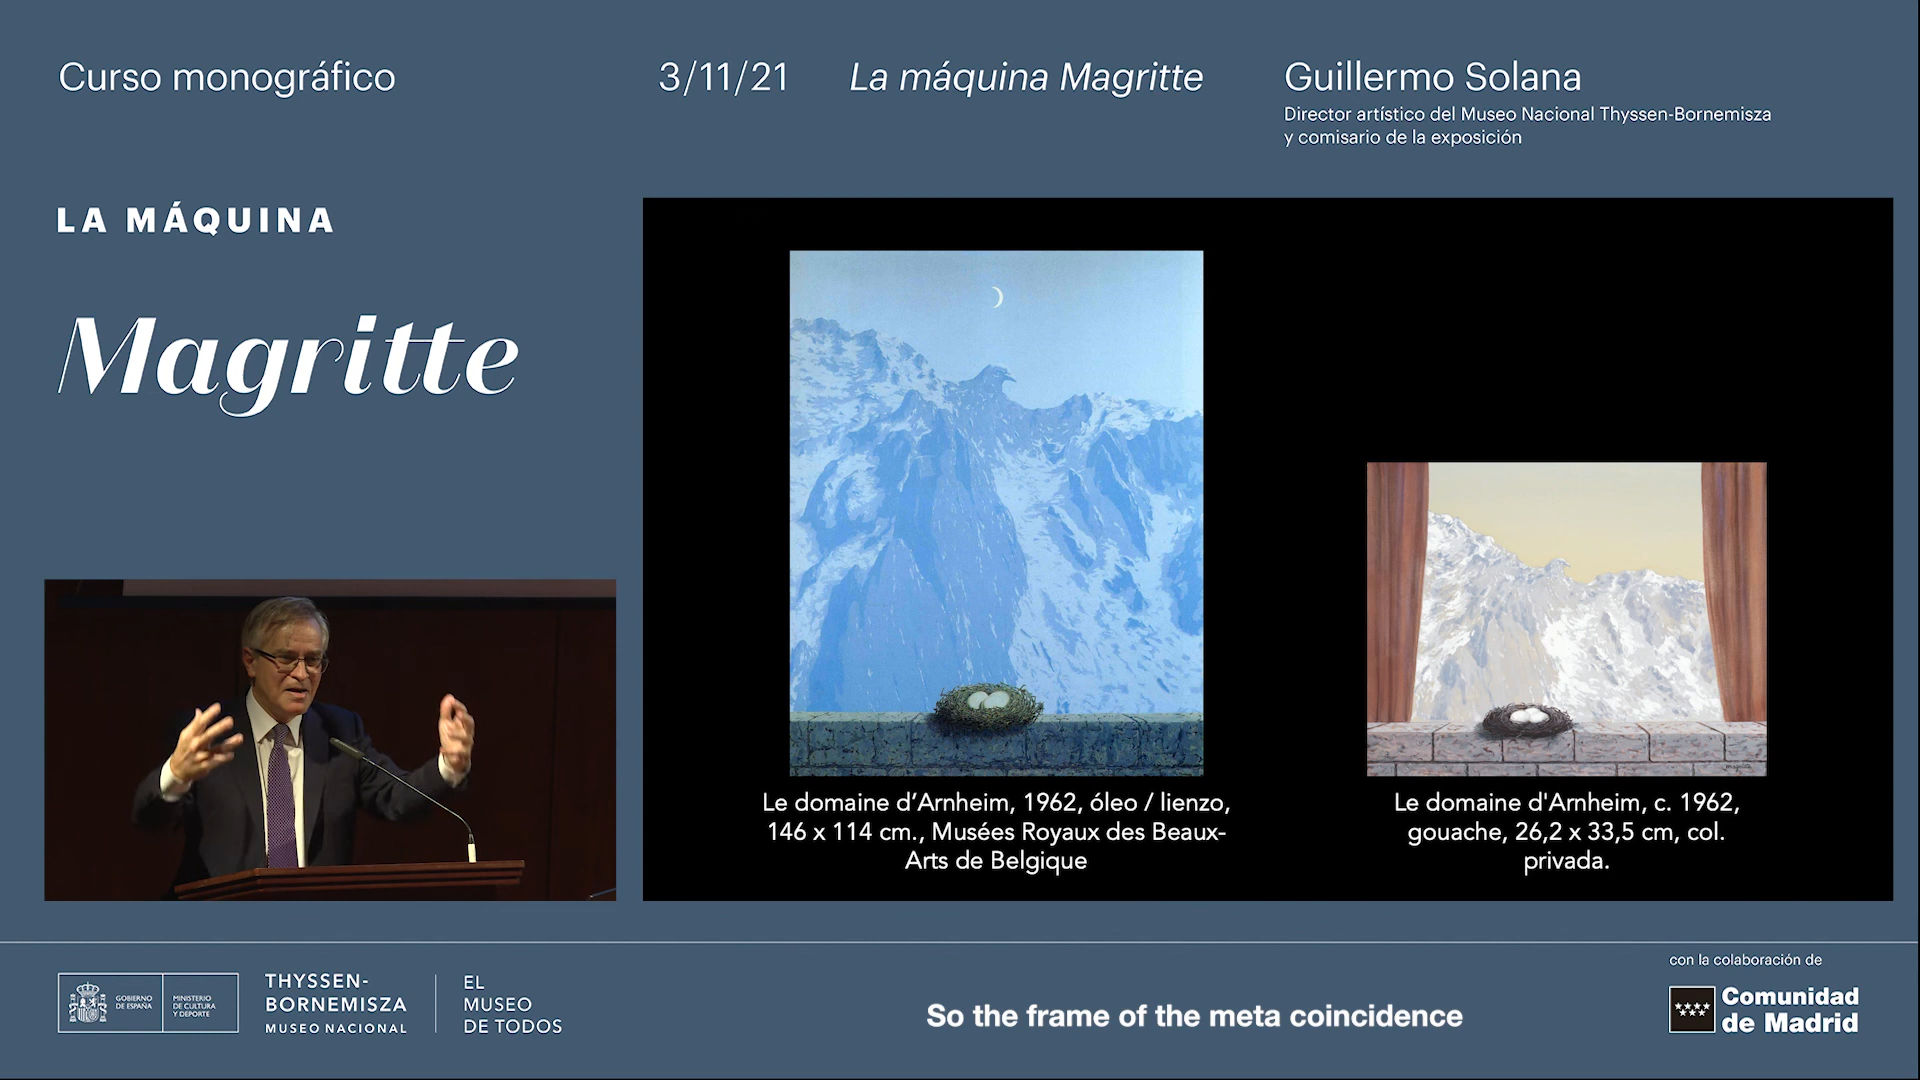 Curso monográfico
3/11/21
La máquina Magritte
Guillermo Solana
Director artístico del Museo Nacional Thyssen-Bornemisza
y comisario de la exposición
LA MÁQUINA
Magritte
Le domaine d’Arnheim, 1962, óleo / lienzo,
146 x 114 cm., Musées Royaux des Beaux-
Arts de Belgique
Le domaine d'Arnheim, c. 1962,
gouache, 26,2 x 33,5 cm, col.
privada.
GOBIERNO
DE ESPAÑA
MINISTERIO
DE CULTURA
Y DEPORTE
THYSSEN-
BORNEMISZA
MUSEO NACIONAL
EL
MUSEO
DE TODOS
So the frame of the meta coincidence
con la colaboración de
Comunidad
de Madrid